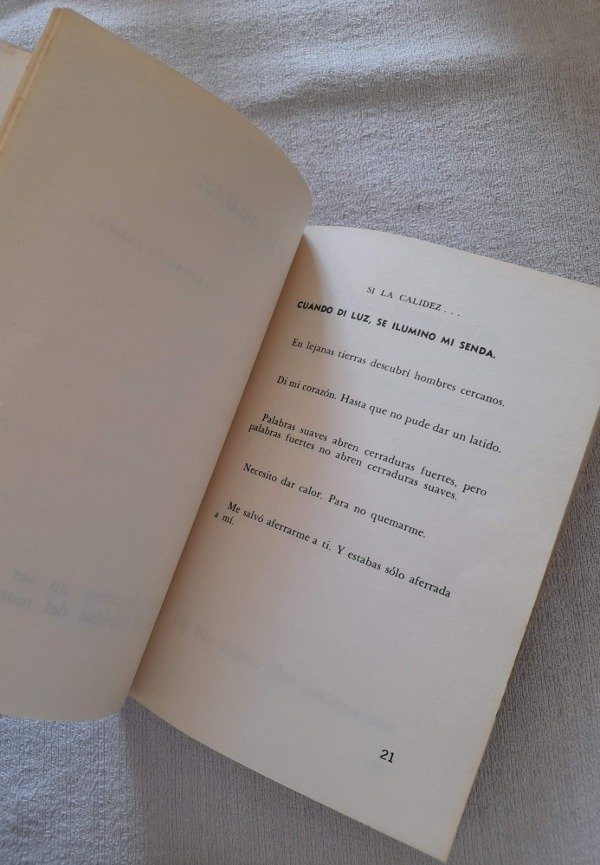 SI LA CALIDEZ...
CUANDO DI LUZ, SE ILUMINO MI SENDA.
En lejanas tierras descubrí hombres cercanos.
Di mi corazón. Hasta que no pude dar un latido.
Palabras suaves abren cerraduras fuertes, pero
palabras fuertes no abren cerraduras suaves.
Necesito dar calor. Para no quemarme.
Me salvó aferrarme a ti. Y estabas sólo aferrada
a mí.
21